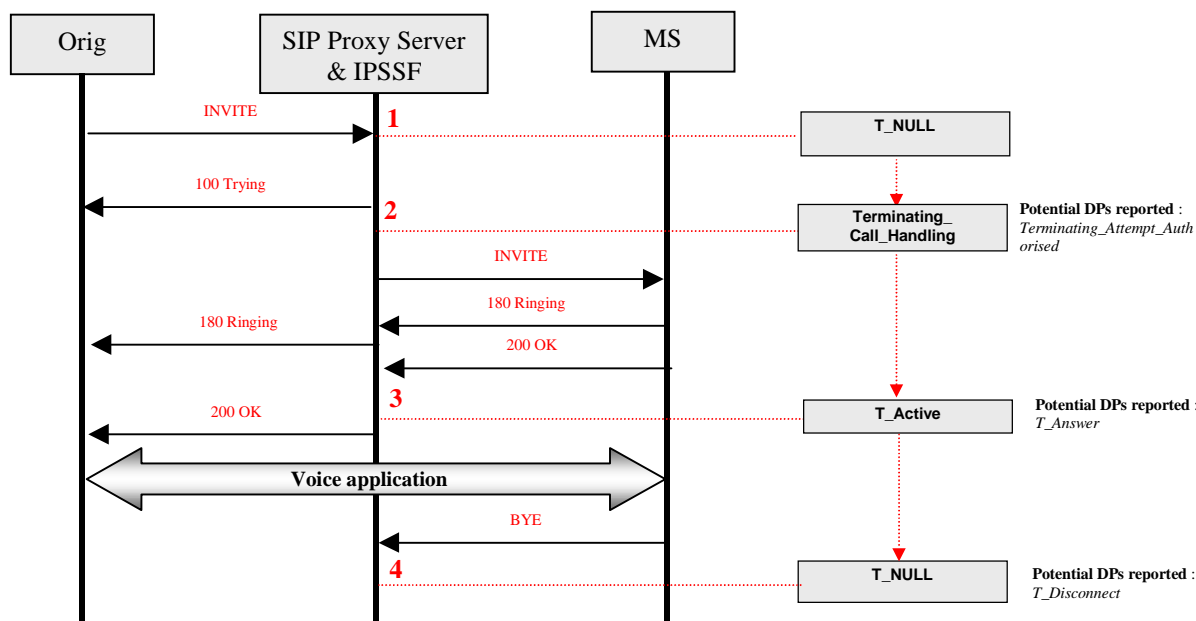 Orig
SIP Proxy Server
& IPSSF
MS
INVITE
1
T_NULL
100 Trying
2
Terminating_
Call_Handling
Potential DPs reported :
Terminating_Attempt_Auth
orised
INVITE
180 Ringing
180 Ringing
200 OK
3
T_Active
Potential DPs reported :
T_Answer
200 OK
Voice application
BYE
4
T_NULL
Potential DPs reported :
T_Disconnect